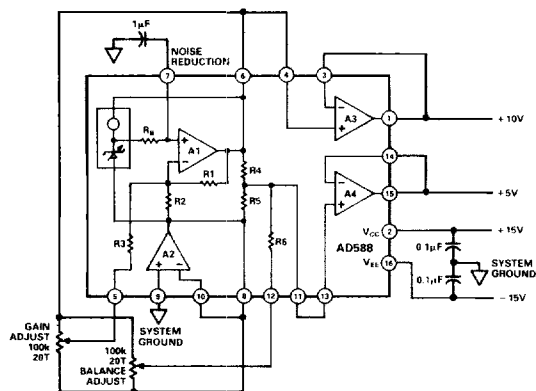 1µF
NOISE
REDUCTION
7
6
4
3
RB
A1
A3
1
+10V
R4
R1
14
R2
R5
A4
15
+5V
R3
R6
VCC
2
+15V
A2
AD588
0.1µF
VEE
16
SYSTEM
GROUND
0.1µF
5
9
10
8
12
11
13
−15V
SYSTEM
GROUND
GAIN
ADJUST
100k
20T
100k
20T
BALANCE
ADJUST